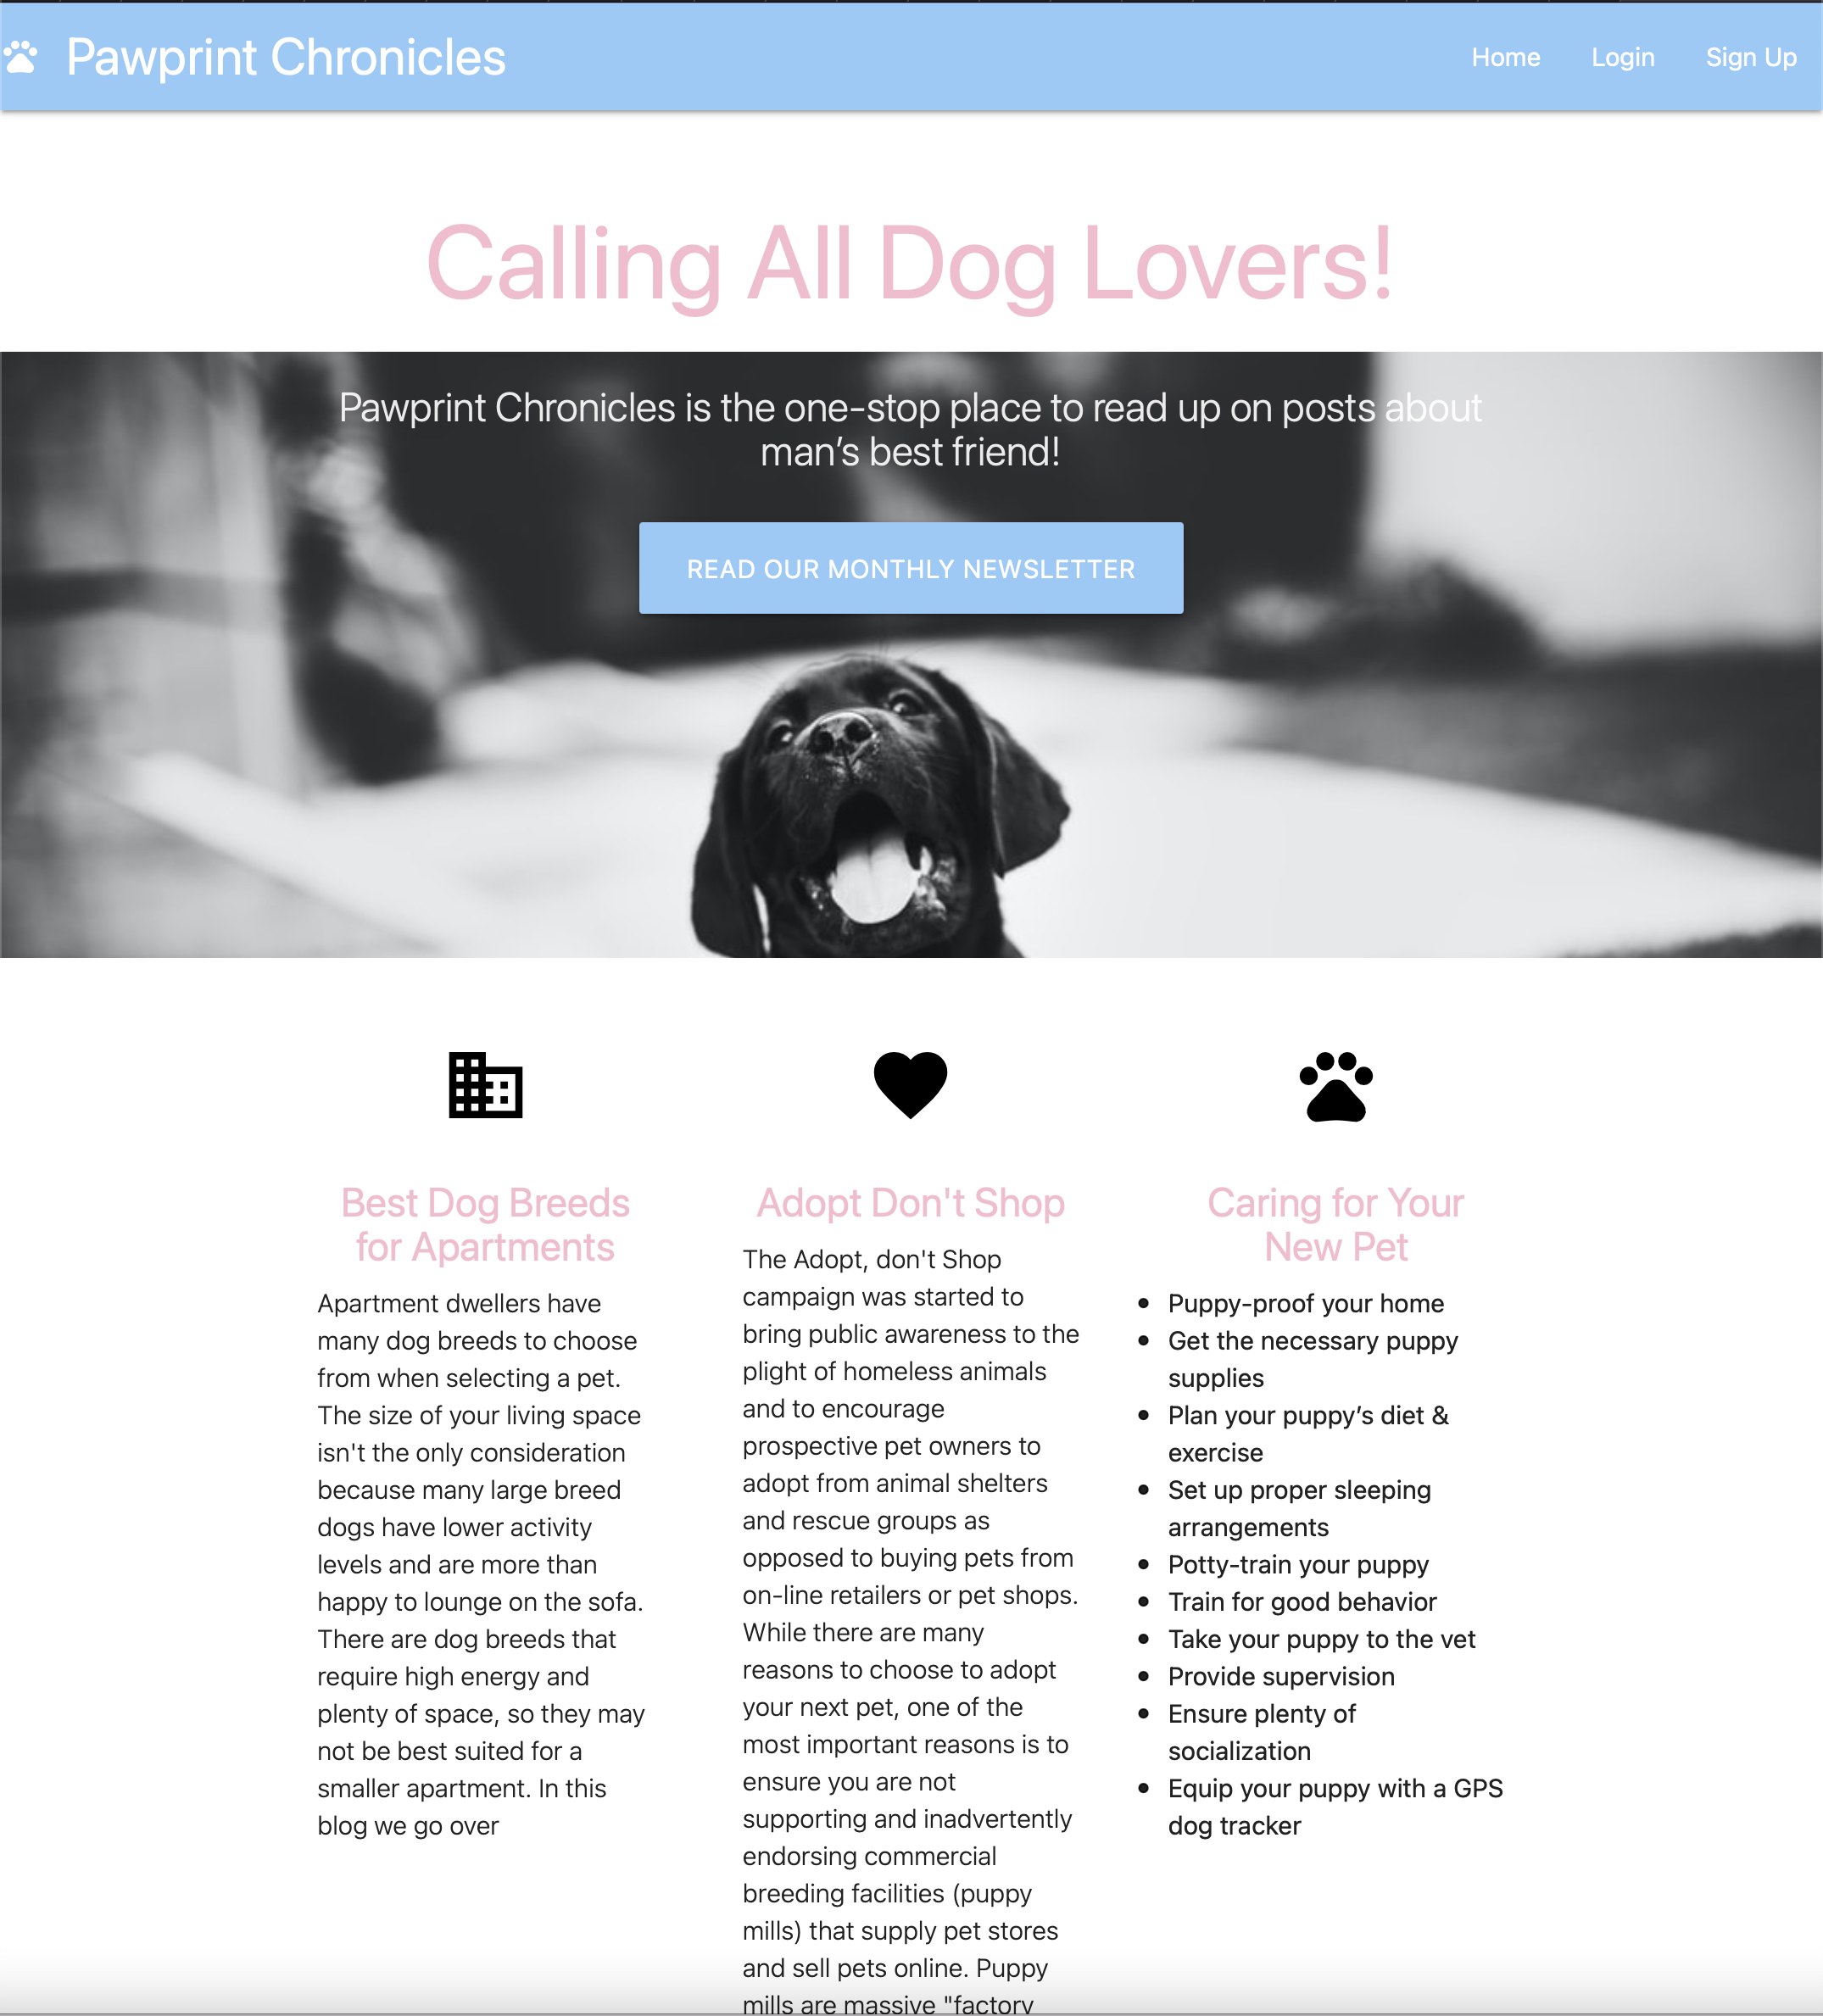 Pawprint Chronicles
Home Login Sign Up
Calling All Dog Lovers!
Pawprint Chronicles is the one-stop place to read up on posts about
man’s best friend!
READ OUR MONTHLY NEWSLETTER
Best Dog Breeds
for Apartments
Apartment dwellers have
many dog breeds to choose
from when selecting a pet.
The size of your living space
isn't the only consideration
because many large breed
dogs have lower activity
levels and are more than
happy to lounge on the sofa.
There are dog breeds that
require high energy and
plenty of space, so they may
not be best suited for a
smaller apartment. In this
blog we go over
Adopt Don't Shop
The Adopt, don't Shop
campaign was started to
bring public awareness to the
plight of homeless animals
and to encourage
prospective pet owners to
adopt from animal shelters
and rescue groups as
opposed to buying pets from
on-line retailers or pet shops.
While there are many
reasons to choose to adopt
your next pet, one of the
most important reasons is to
ensure you are not
supporting and inadvertently
endorsing commercial
breeding facilities (puppy
mills) that supply pet stores
and sell pets online. Puppy
mills are massive "factory
Caring for Your
New Pet
• Puppy-proof your home
• Get the necessary puppy
supplies
• Plan your puppy’s diet &
exercise
• Set up proper sleeping
arrangements
• Potty-train your puppy
• Train for good behavior
• Take your puppy to the vet
• Provide supervision
• Ensure plenty of
socialization
• Equip your puppy with a GPS
dog tracker